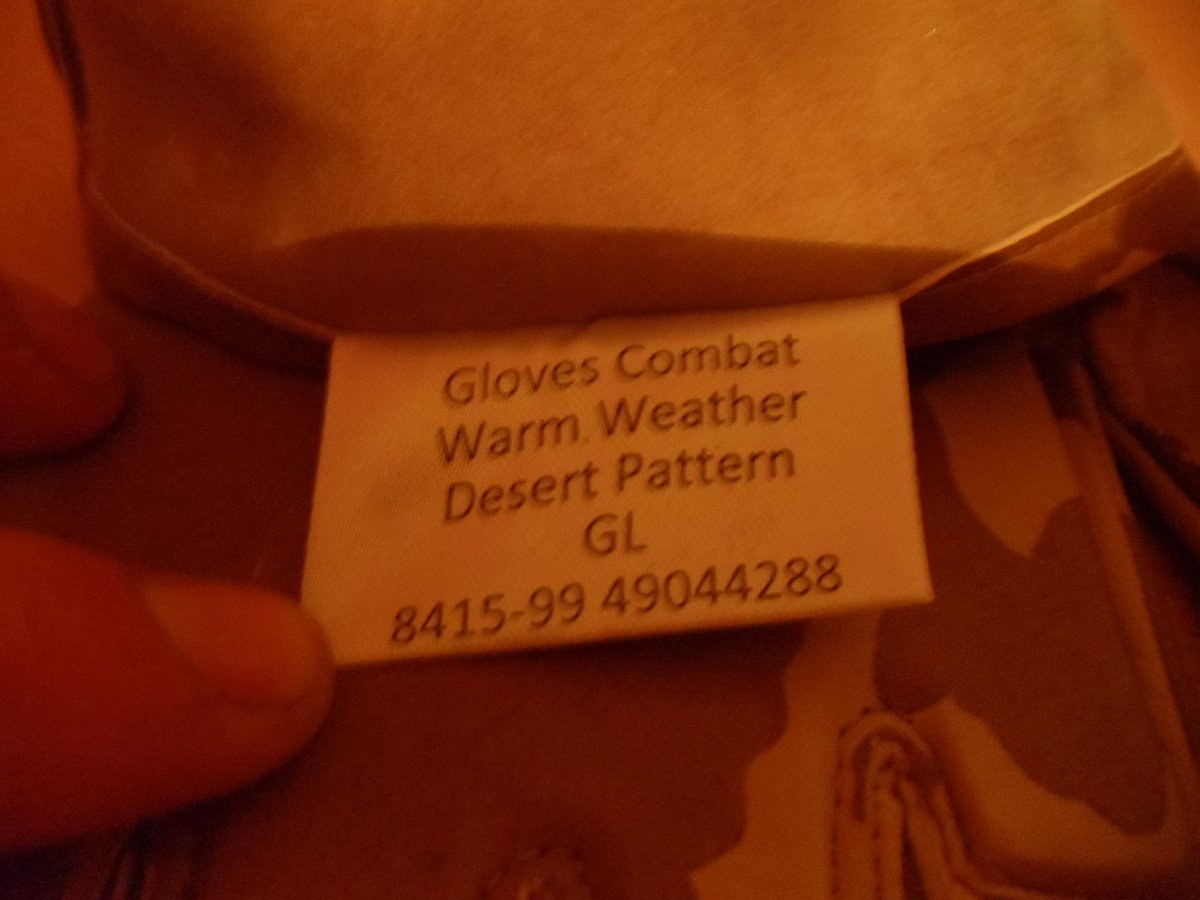 Gloves Combat
Warm Weather
Desert Pattern
GL
8415-99 49044288